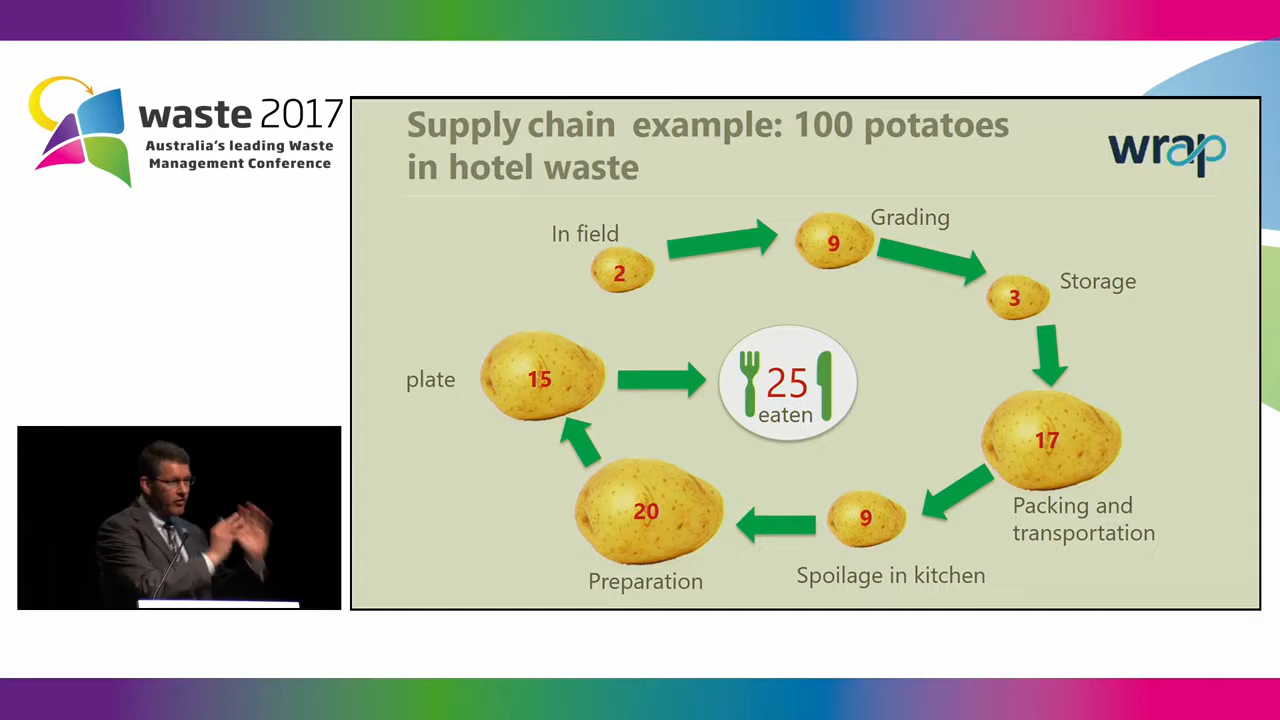 waste 2017
Australia's leading Waste
Management Conference
Supply chain example: 100 potatoes
in hotel waste
wrap
In field
2
9
Grading
3
Storage
17
Packing and
transportation
9
Spoilage in kitchen
20
Preparation
15
plate
25
eaten